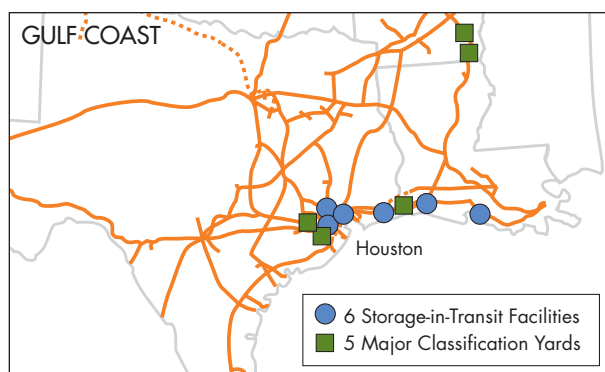 GULF COAST
Houston
6 Storage-in-Transit Facilities
5 Major Classification Yards